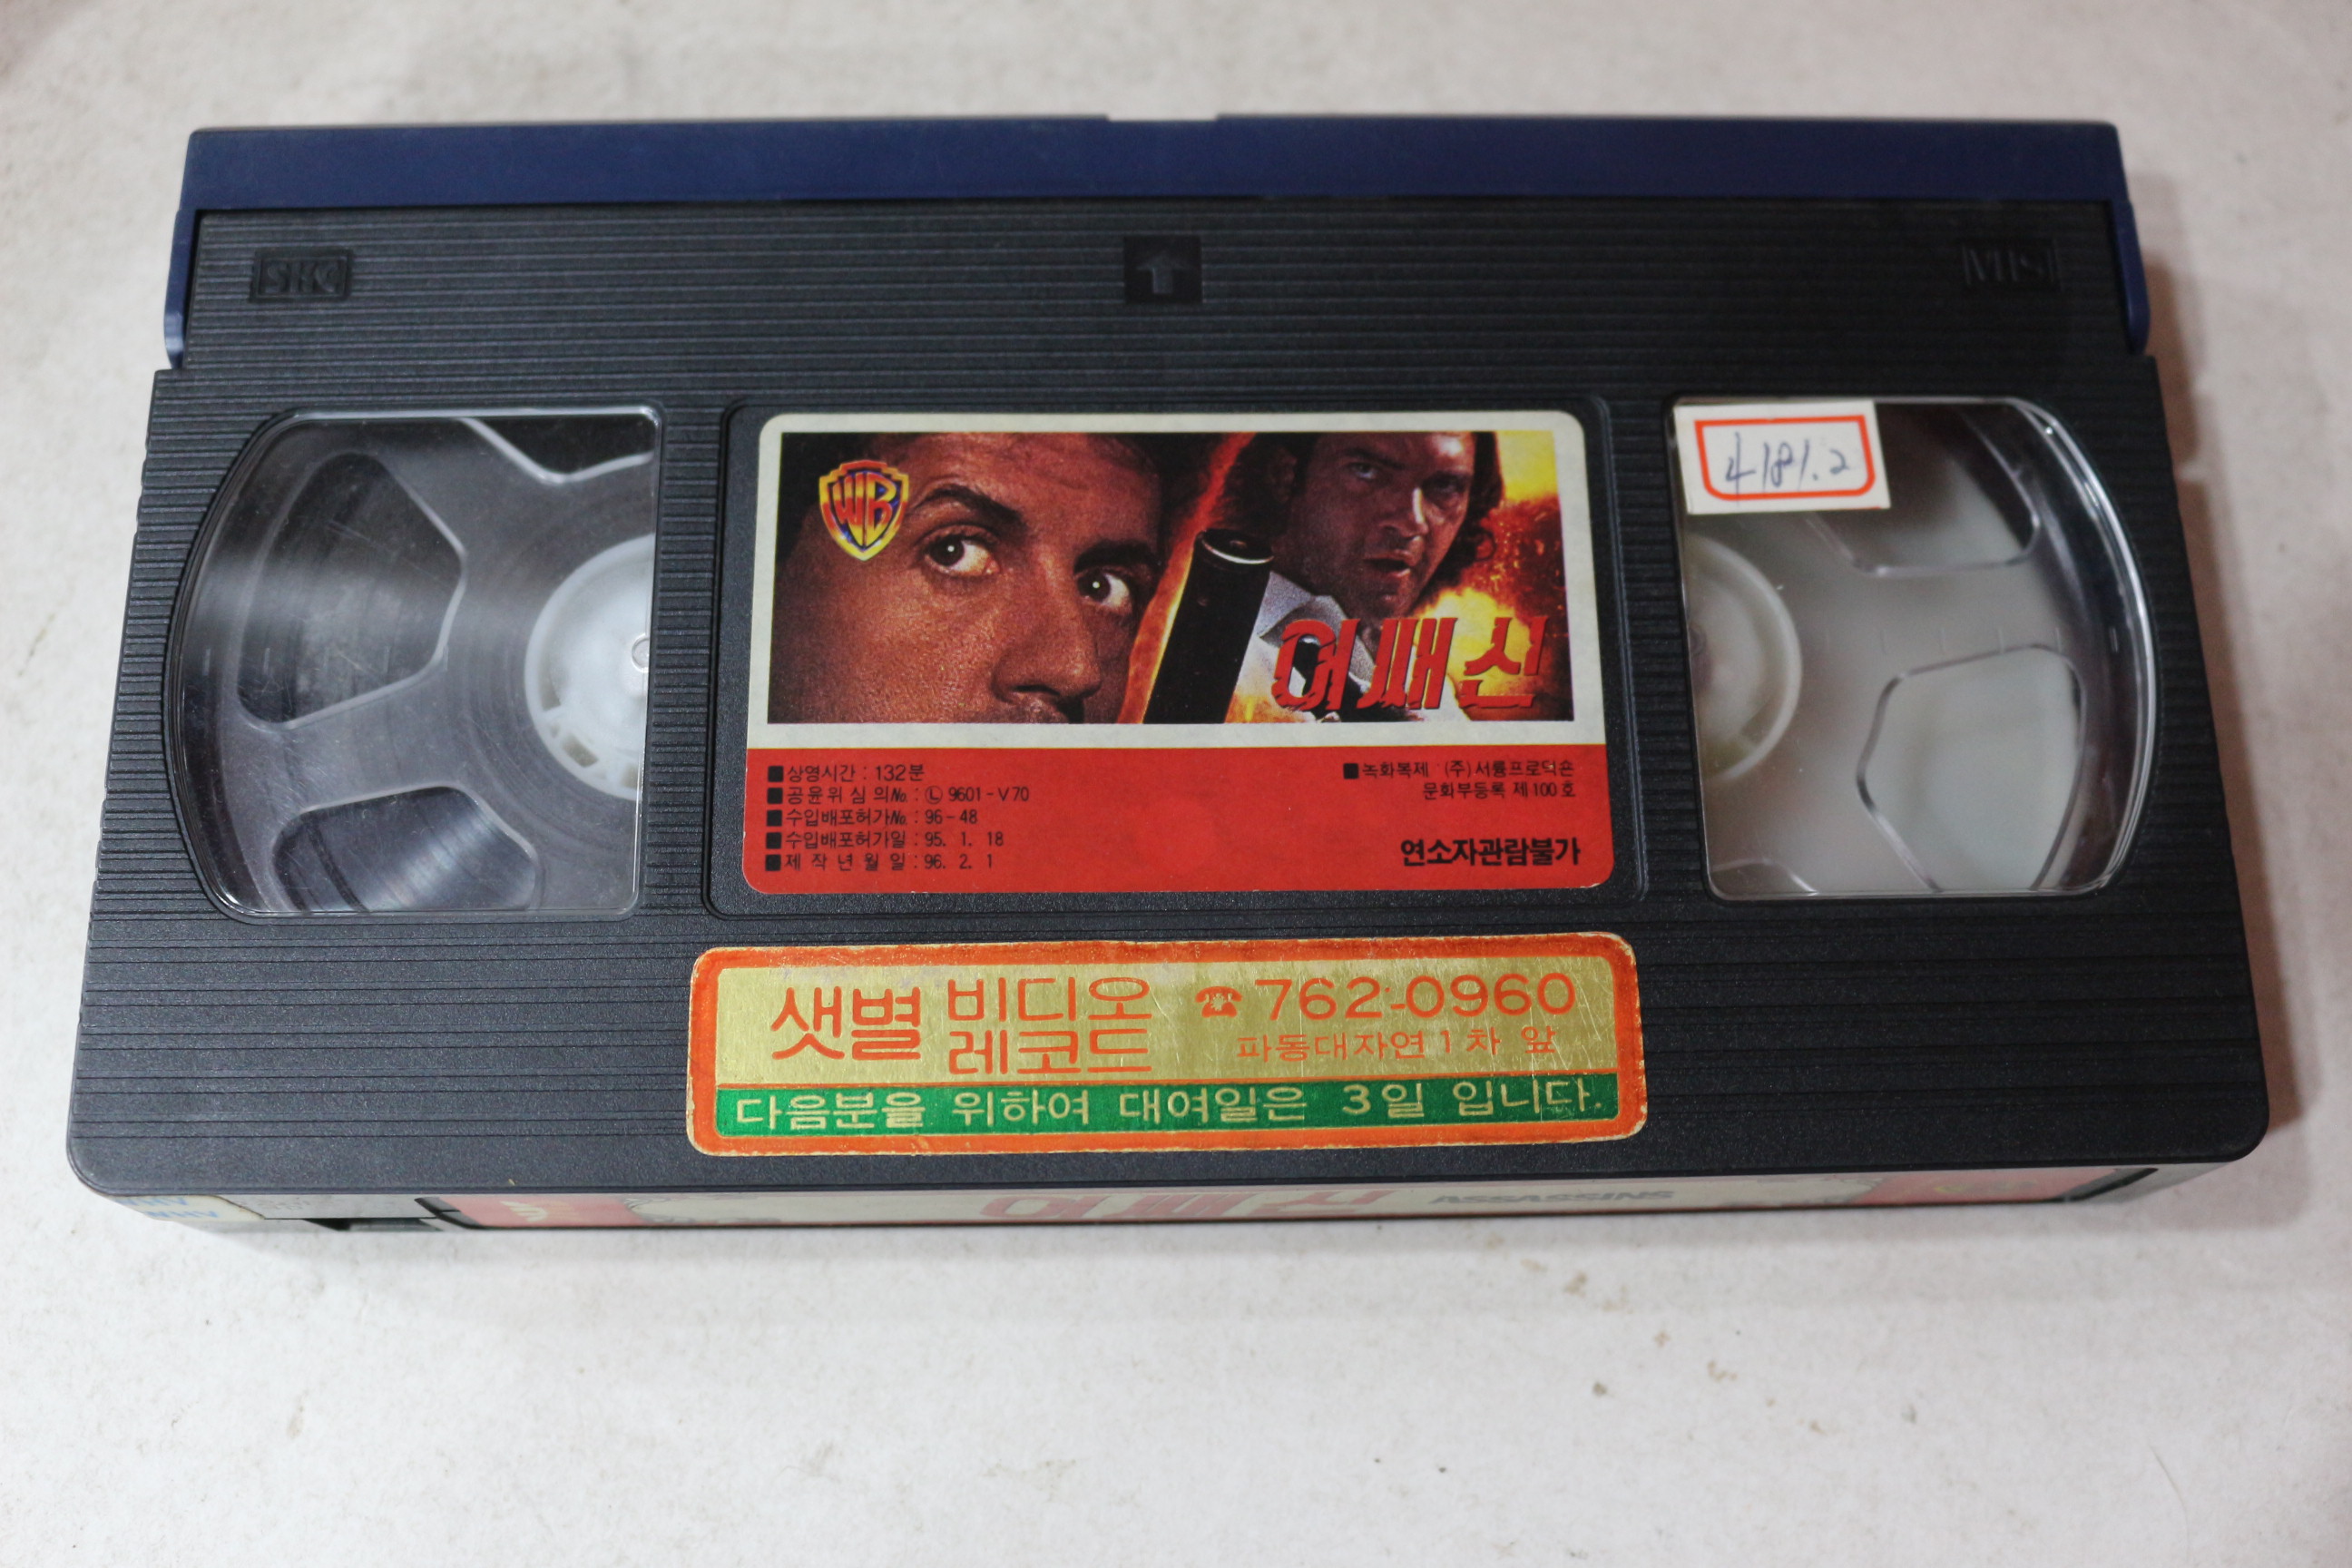 SKC
VHS
4181.2
WB
어쌔신
■상영시간 : 132분
■공윤위 심의No. : Ⓛ 9601-V70
■수입배포허가No. : 96-48
■수입배포허가일 : 95. 1. 18
■제 작 년 월 일 : 96. 2. 1
■녹화복제 : (주)서륭프로덕숀
문화부등록 제100호
연소자관람불가
샛별 비디오 레코드
☎762-0960
파동대자연1차 앞
다음분을 위하여 대여일은 3일 입니다.
어쌔신 ASSASSINS